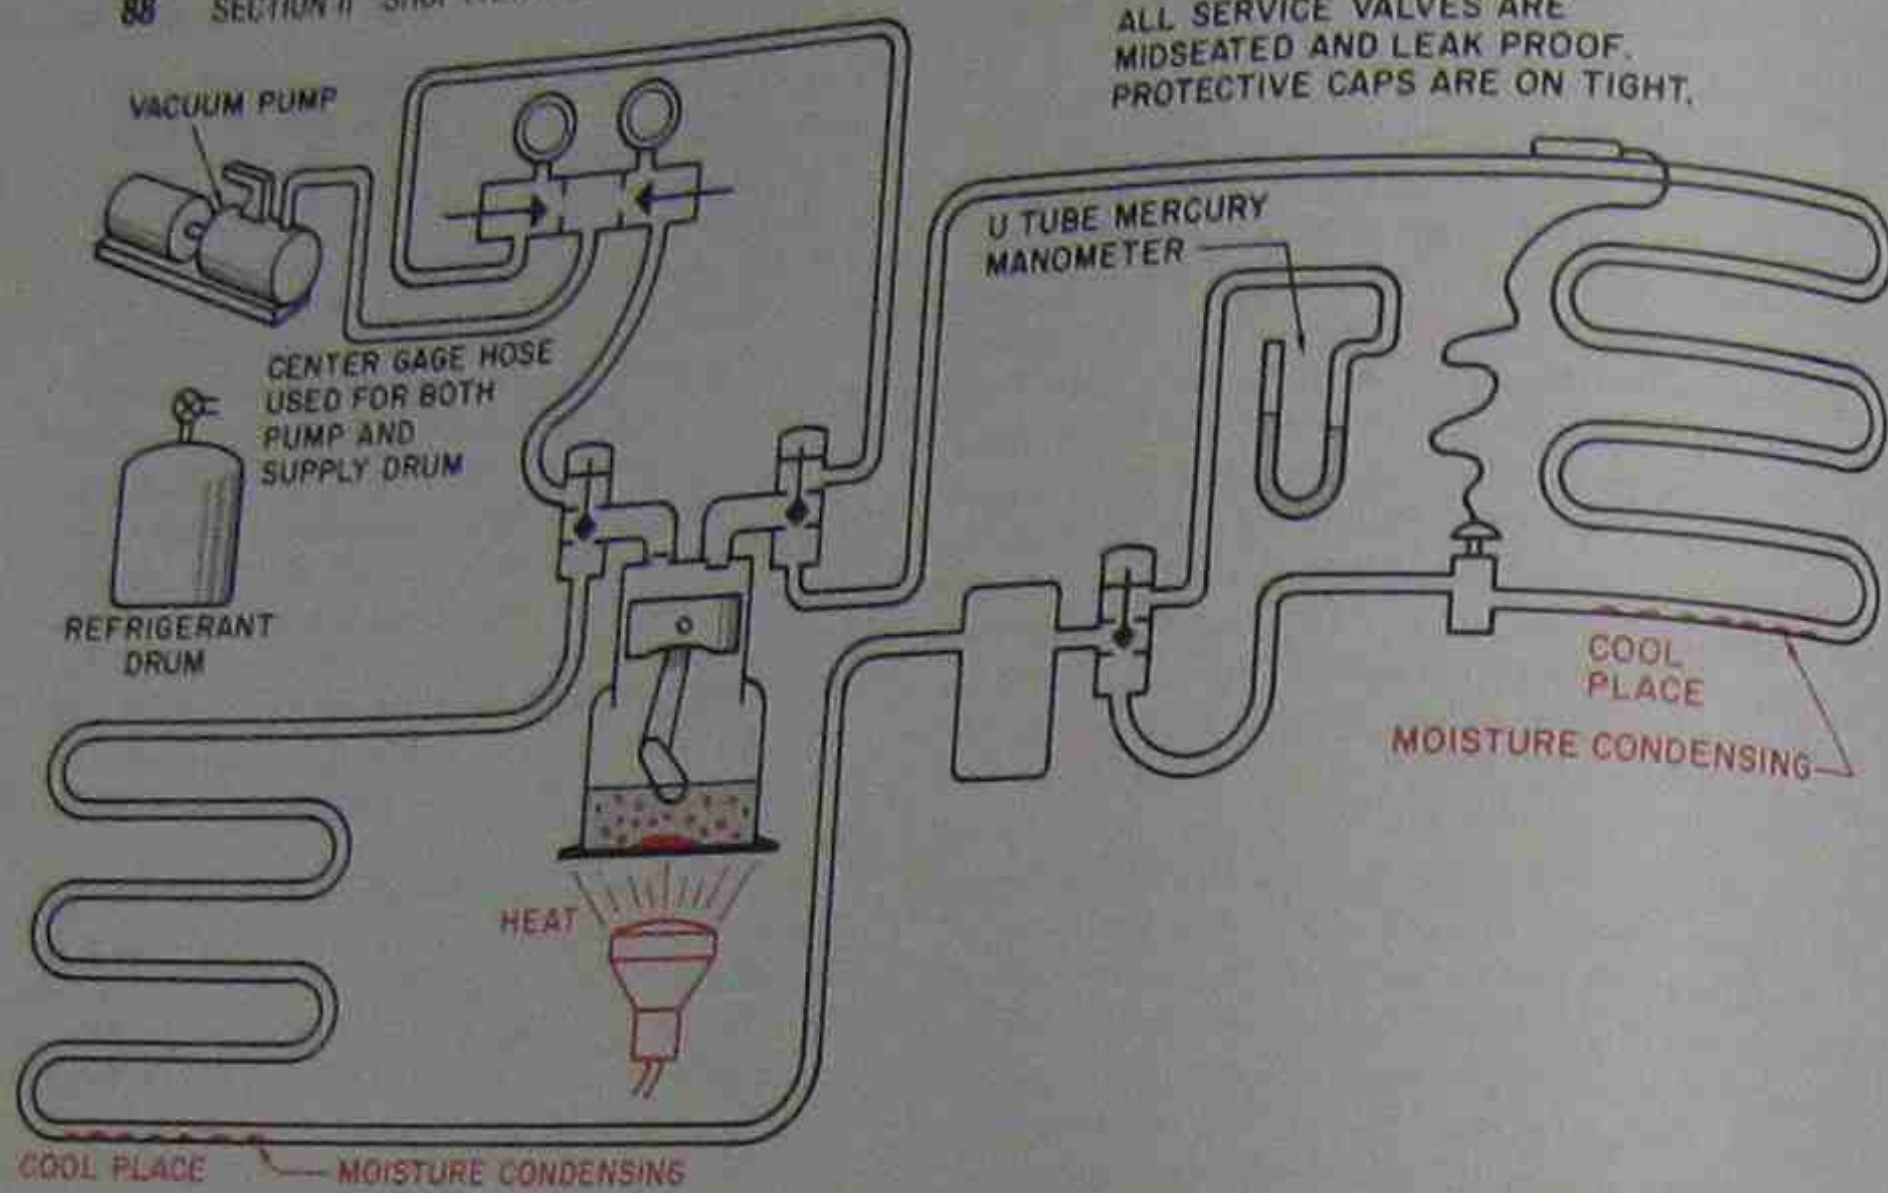 88 SECTION II
ALL SERVICE VALVES ARE
MIDSEATED AND LEAK PROOF.
PROTECTIVE CAPS ARE ON TIGHT.
VACUUM PUMP
U TUBE MERCURY
MANOMETER
CENTER GAGE HOSE
USED FOR BOTH
PUMP AND
SUPPLY DRUM
REFRIGERANT
DRUM
COOL
PLACE
MOISTURE CONDENSING
HEAT
COOL PLACE
MOISTURE CONDENSING